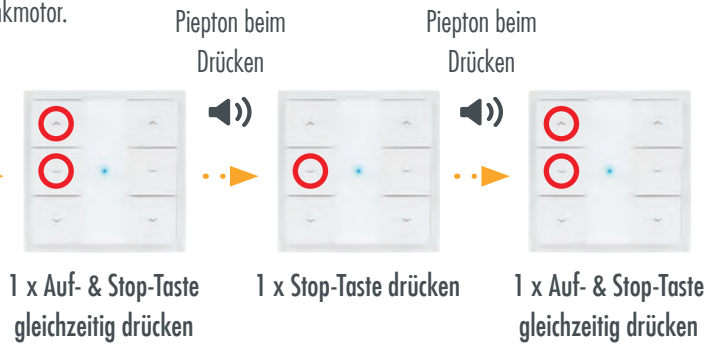 nkmotor.
Piepton beim
Drücken
Piepton beim
Drücken
1 x Auf- & Stop-Taste
gleichzeitig drücken
1 x Stop-Taste drücken
1 x Auf- & Stop-Taste
gleichzeitig drücken